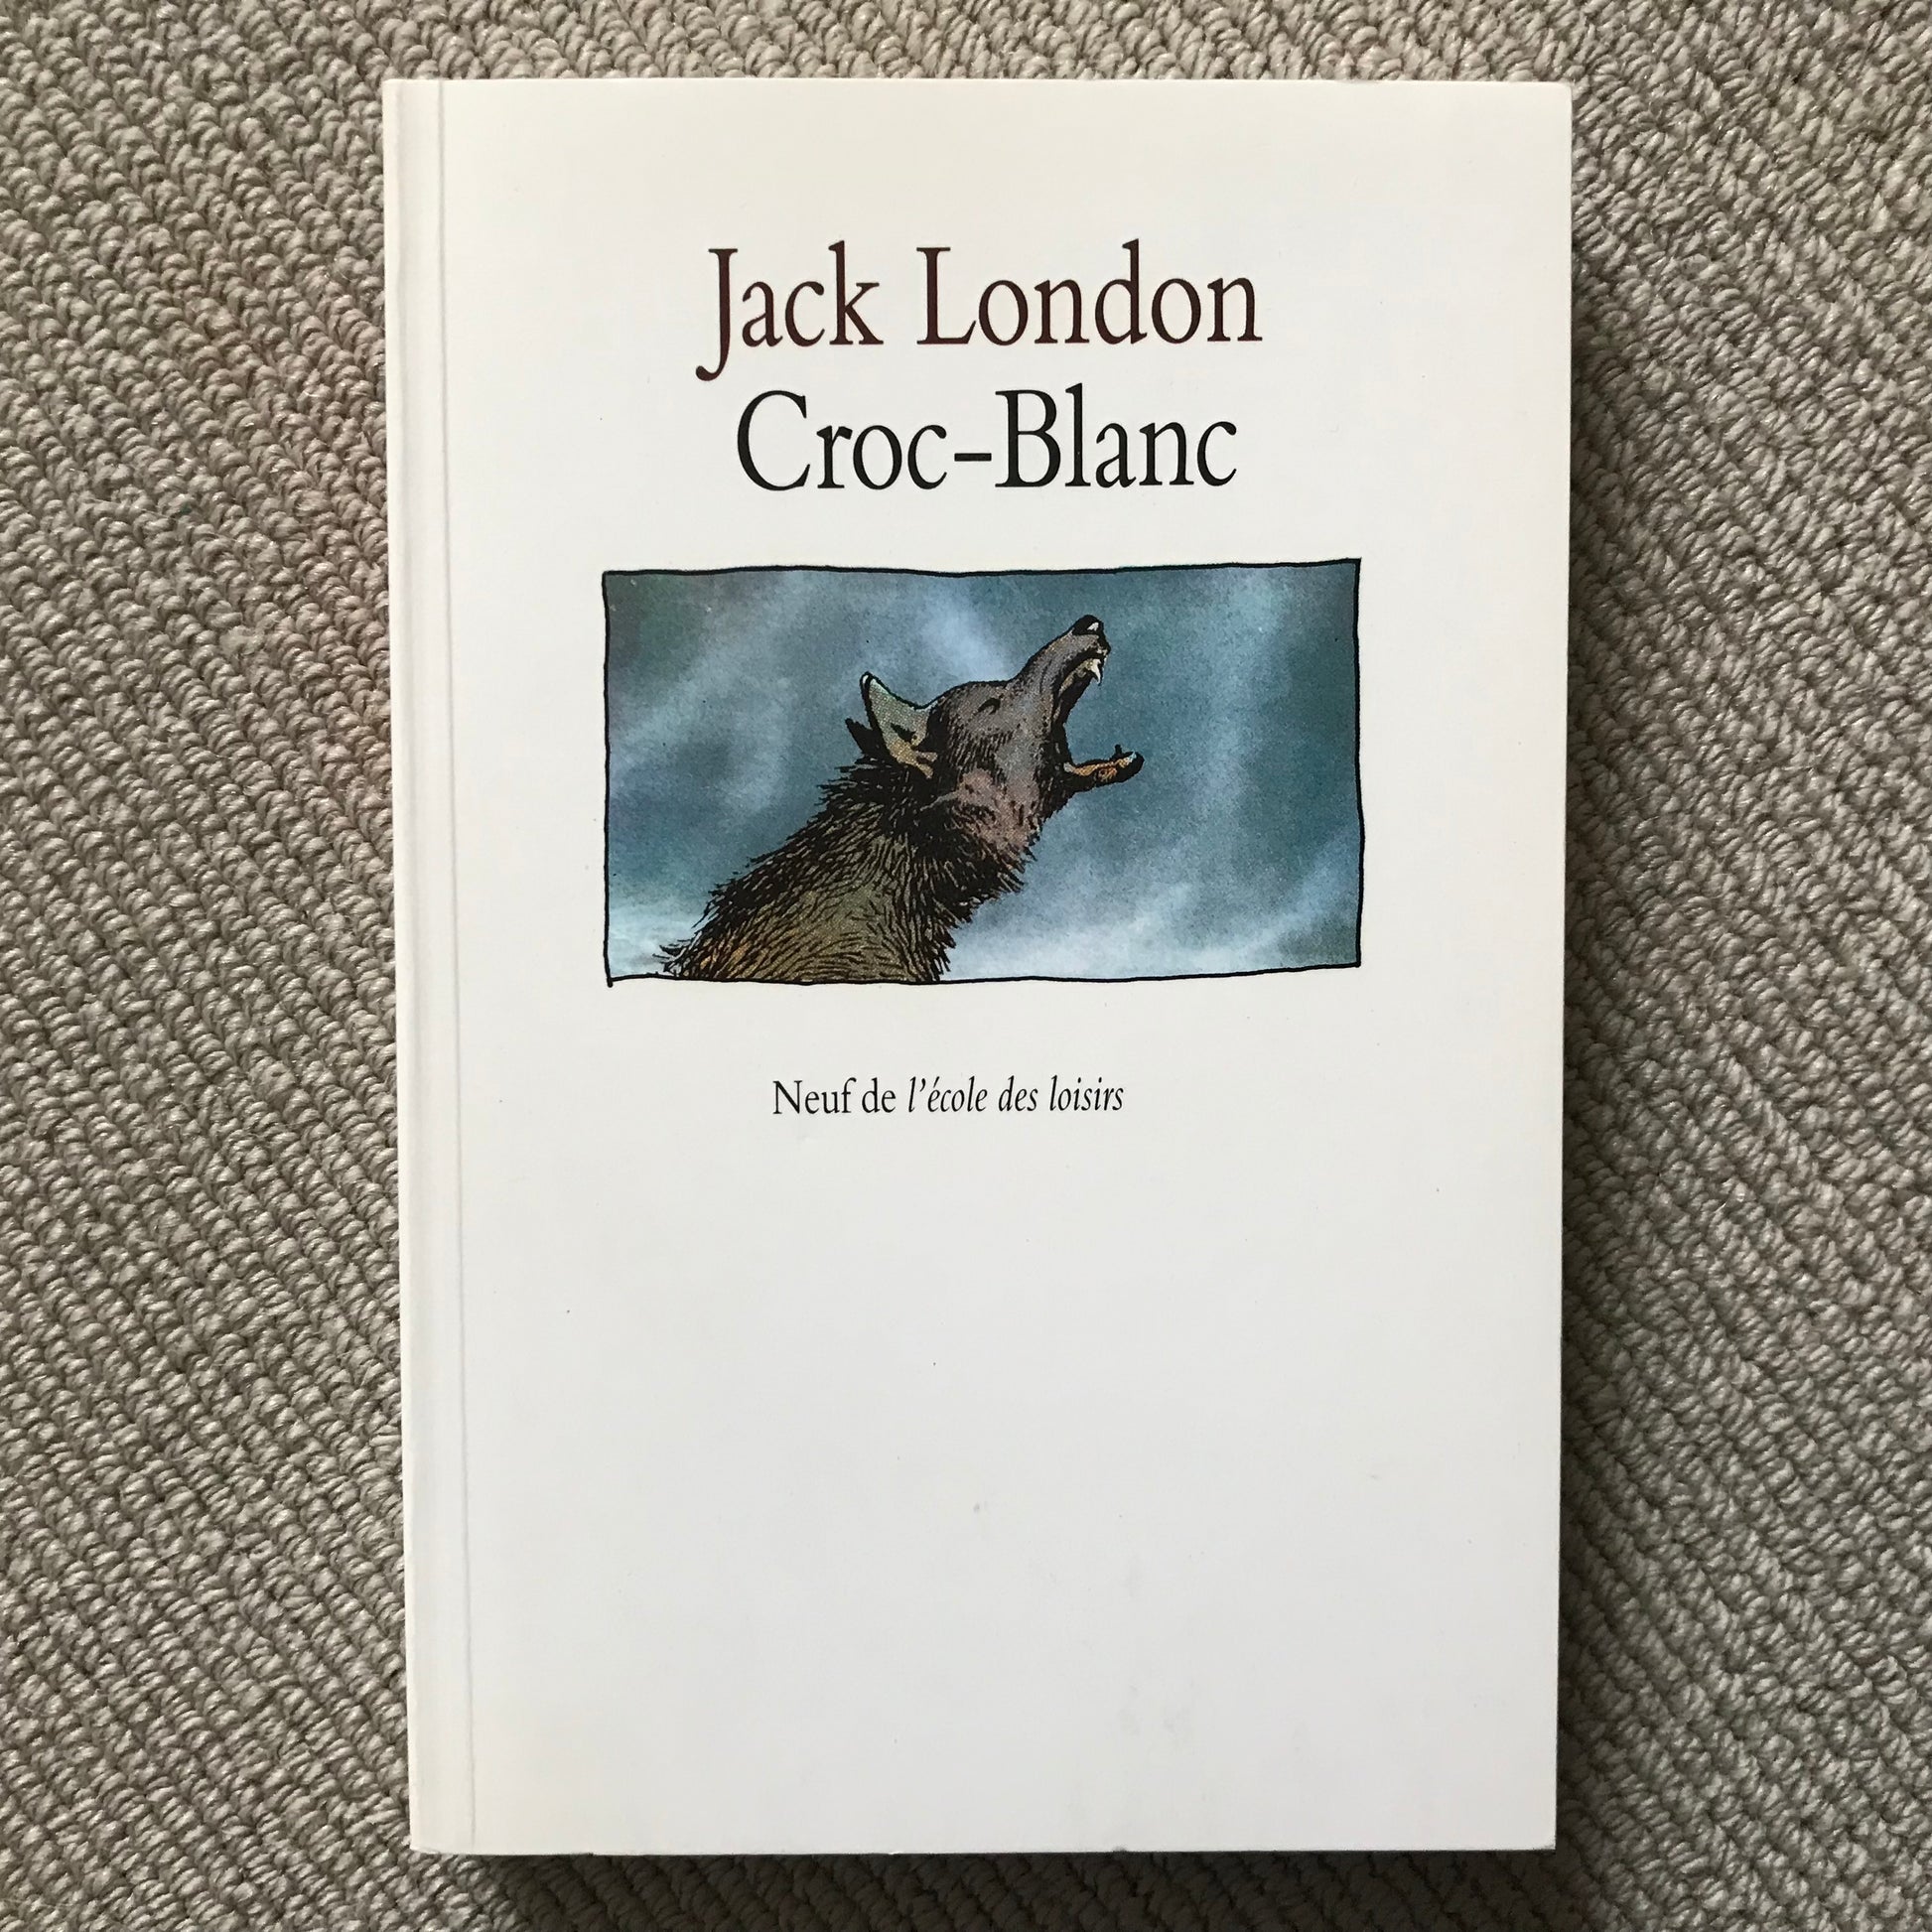 Jack London
Croc-Blanc
Neuf de l'école des loisirs